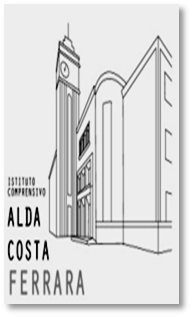 ISTITUTO
COMPRENSIVO
ALDA
COSTA
FERRARA